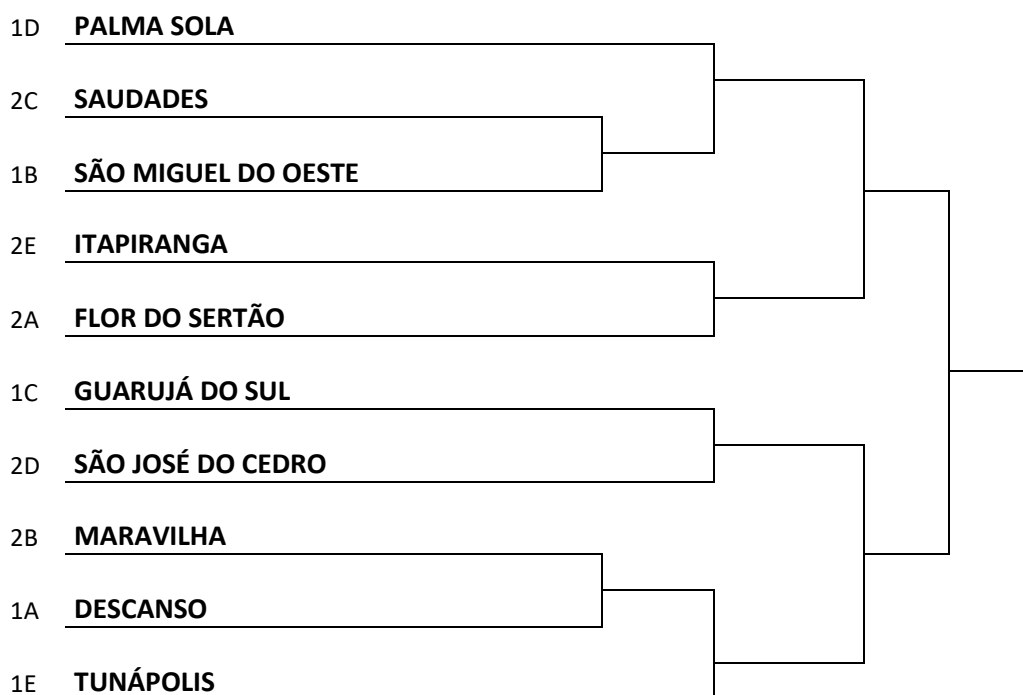 1D PALMA SOLA
2C SAUDADES
1B SÃO MIGUEL DO OESTE
2E ITAPIRANGA
2A FLOR DO SERTÃO
1C GUARUJÁ DO SUL
2D SÃO JOSÉ DO CEDRO
2B MARAVILHA
1A DESCANSO
1E TUNÁPOLIS